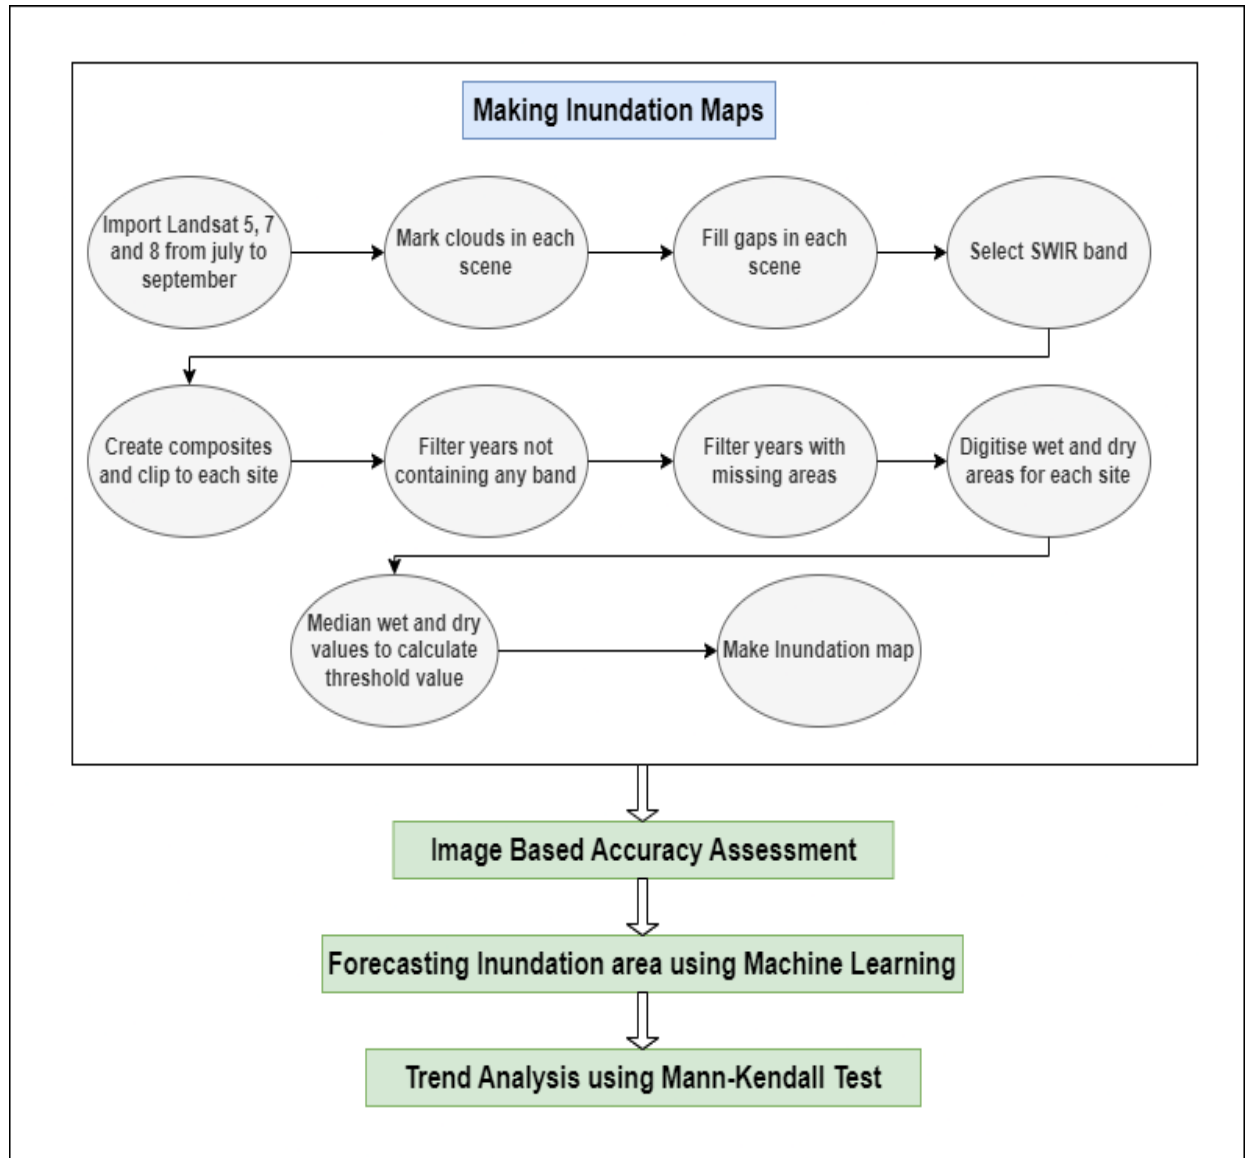 Making Inundation Maps
Import Landsat 5, 7
and 8 from july to
september
Mark clouds in each
scene
Fill gaps in each
scene
Select SWIR band
Create composites
and clip to each site
Filter years not
containing any band
Filter years with
missing areas
Digitise wet and dry
areas for each site
Median wet and dry
values to calculate
threshold value
Make Inundation map
Image Based Accuracy Assessment
Forecasting Inundation area using Machine Learning
Trend Analysis using Mann-Kendall Test